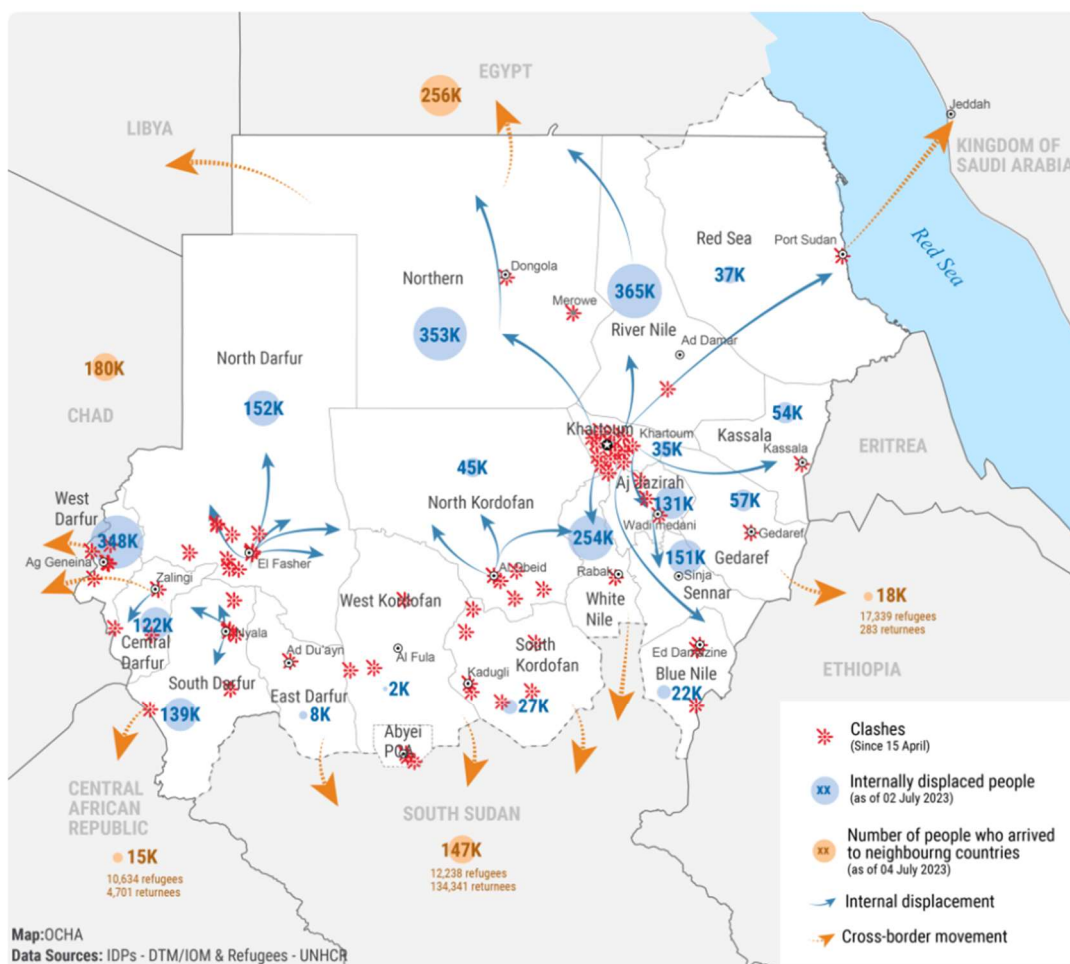 EGYPT
256K
LIBYA
Jeddah
KINGDOM OF
SAUDI ARABIA
Red Sea
Red Sea
Port Sudan
37K
Northern
Dongola
365K
Merowe
River Nile
353K
Ad Damar
North Darfur
180K
CHAD
152K
54K
Khartoum
Khartoum
35K
Kassala
Kassala
ERITREA
45K
North Kordofan
Aj Jazirah
131K
57K
West
Darfur
348K
Wadi medani
254K
Gedaref
Gedaref
Ag Geneina
El Fasher
Al Obeid
151K
Rabak
Sinja
Sennar
Zalingi
West Kordofan
White
Nile
18K
17,339 refugees
283 returnees
122K
Central
Darfur
Nyala
Ad Du'ayn
Al Fula
South
Kordofan
Kadugli
Ed Damazine
Blue Nile
22K
ETHIOPIA
South Darfur
139K
East Darfur
8K
2K
27K
Abyei
PCA
CENTRAL
AFRICAN
REPUBLIC
15K
10,634 refugees
4,701 returnees
SOUTH SUDAN
147K
12,238 refugees
134,341 returnees
Clashes
(Since 15 April)
xx
Internally displaced people
(as of 02 July 2023)
xx
Number of people who arrived
to neighbourng countries
(as of 04 July 2023)
Internal displacement
Cross-border movement
Map:OCHA
Data Sources: IDPs - DTM/IOM & Refugees - UNHCR